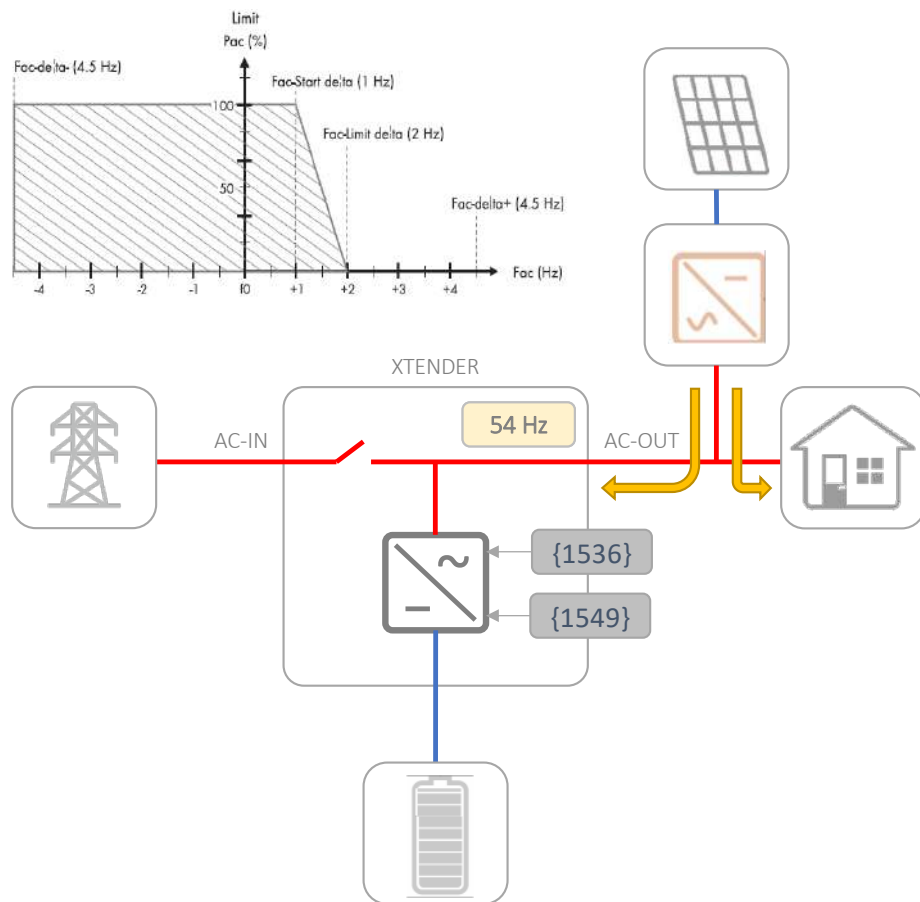 Limit
Pac (%)
Fac-delta- (4.5 Hz)
Fac-Start delta (1 Hz)
100
Fac-Limit delta (2 Hz)
50
Fac-delta+ (4.5 Hz)
-4 -3 -2 -1 f0 +1 +2 +3 +4
Fac (Hz)
XTENDER
54 Hz
AC-IN
AC-OUT
{1536}
{1549}